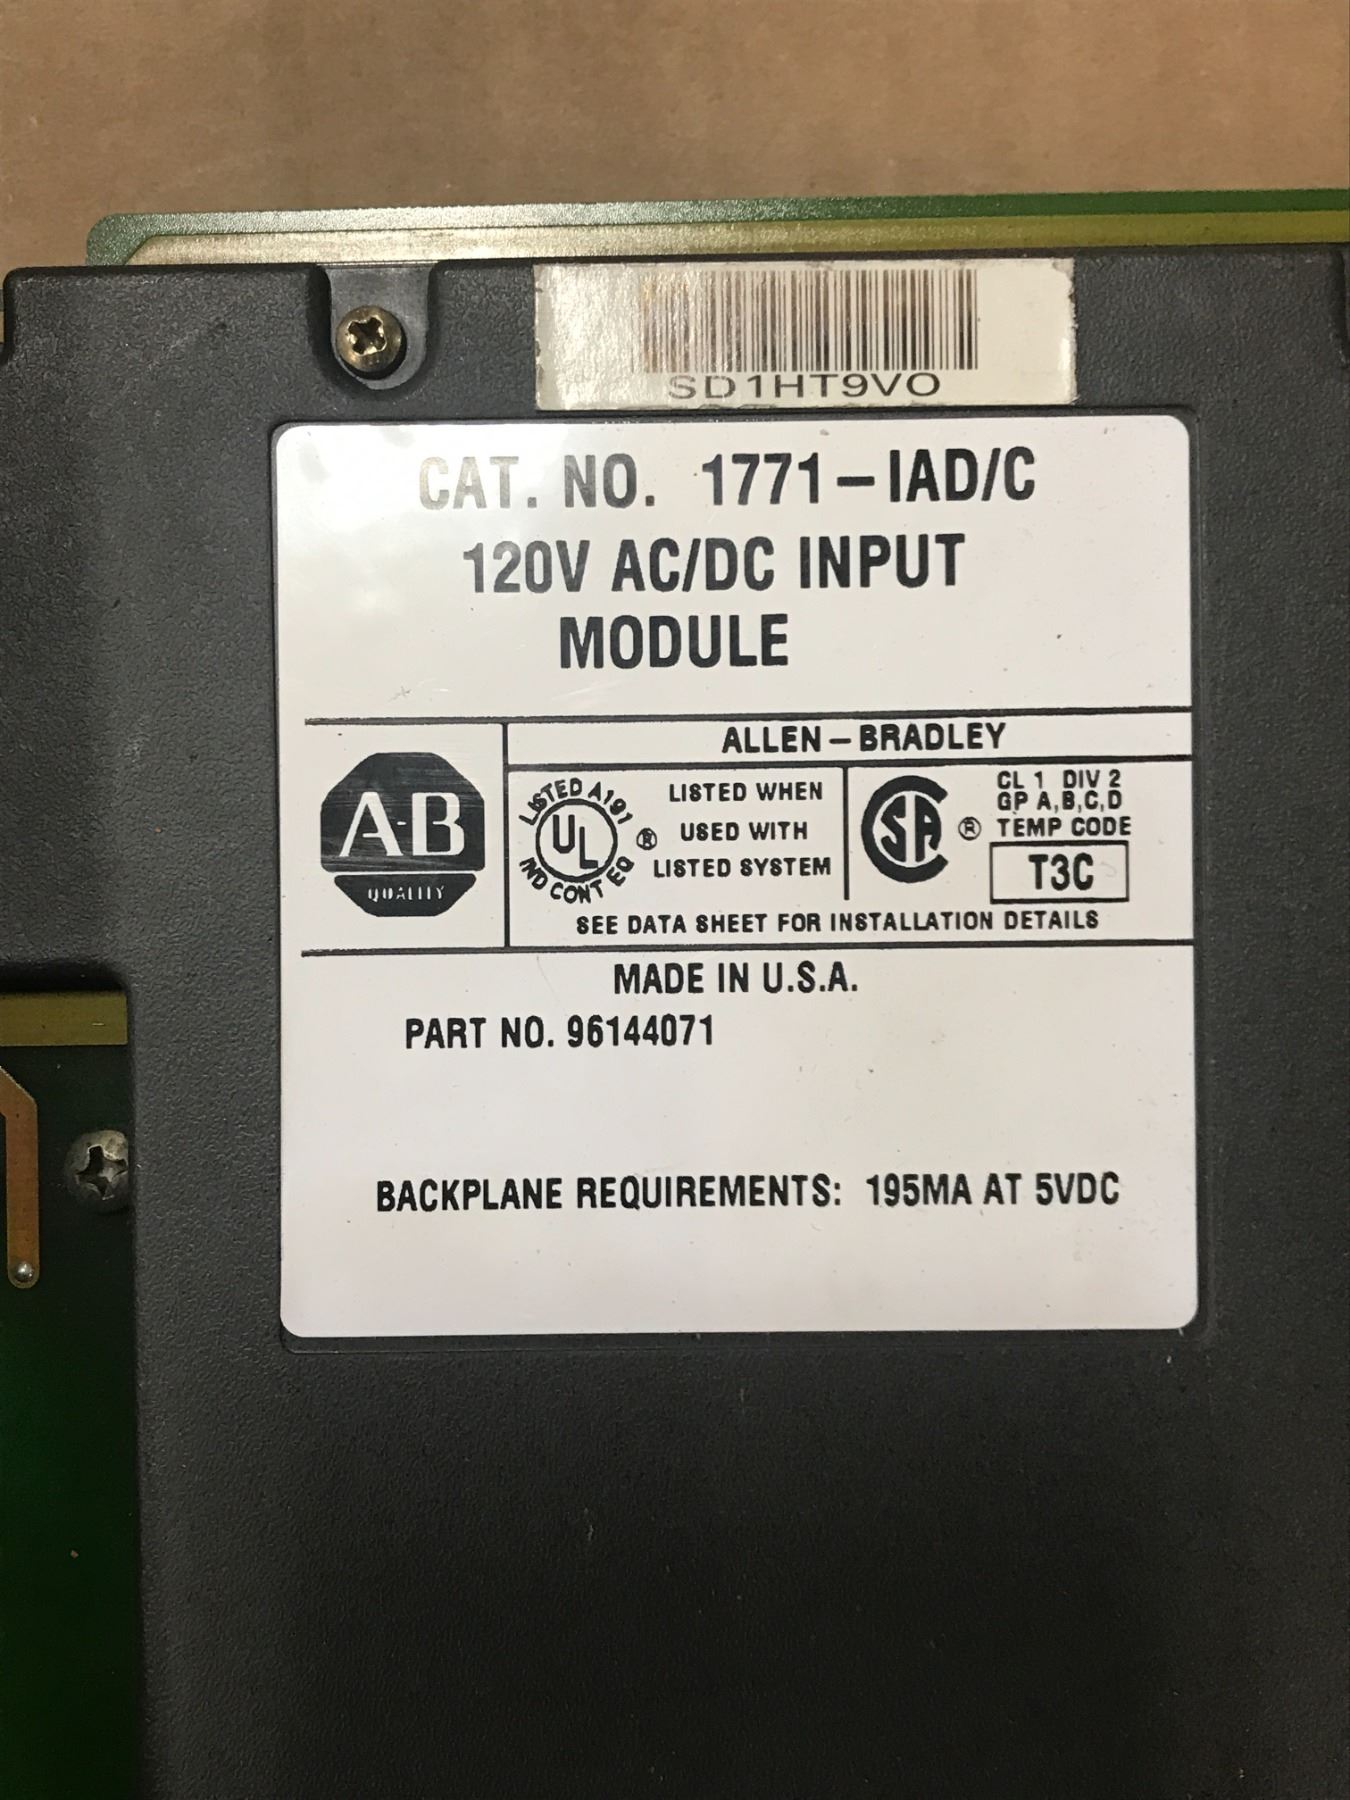 SD1HT9VO
CAT. NO. 1771-IAD/C
120V AC/DC INPUT
MODULE
ALLEN-BRADLEY
A-B
QUALITY
LISTED A191
UL
IND CONT EQ
®
LISTED WHEN
USED WITH
LISTED SYSTEM
SA
®
CL 1 DIV 2
GP A,B,C,D
TEMP CODE
T3C
SEE DATA SHEET FOR INSTALLATION DETAILS
MADE IN U.S.A.
PART NO. 96144071
BACKPLANE REQUIREMENTS: 195MA AT 5VDC